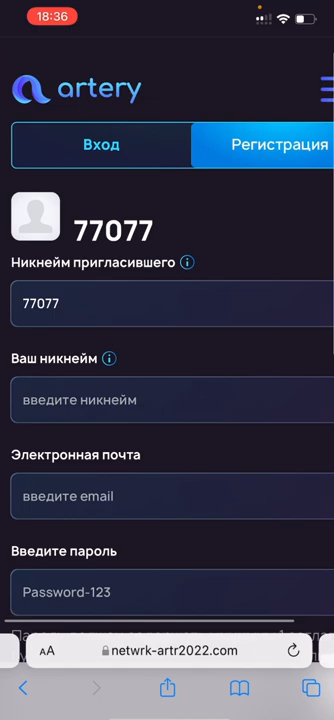 18:36
artery
Вход
Регистрация
77077
Никнейм пригласившего
77077
Ваш никнейм
введите никнейм
Электронная почта
введите email
Введите пароль
Password-123
AA
netwrk-artr2022.com